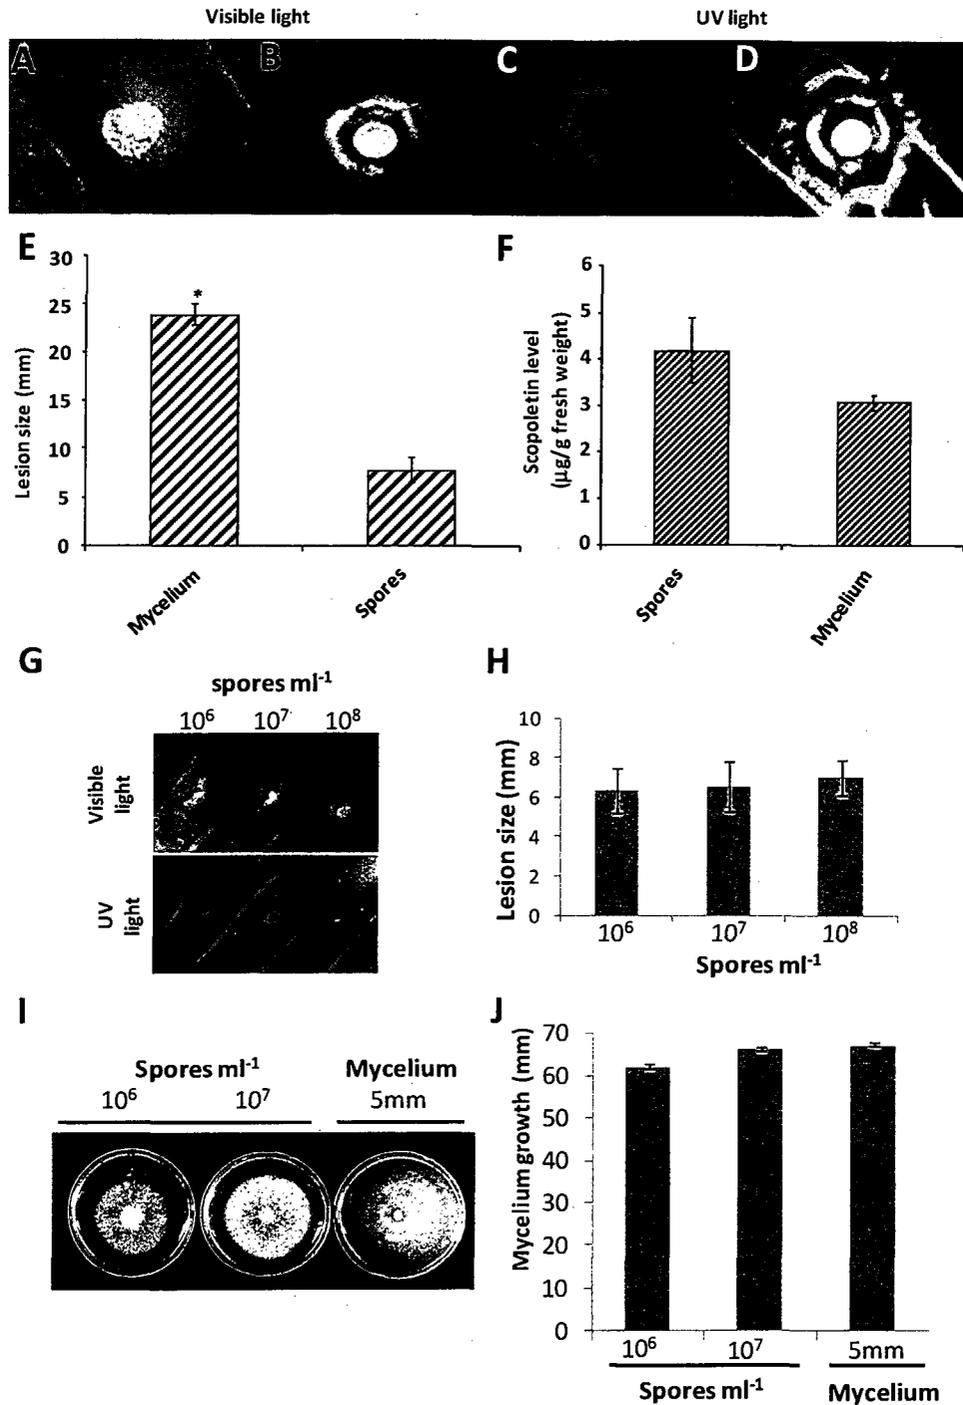 Visible light UV light
A B C D
E
30
25
20
15
10
5
0
Lesion size (mm)
*
Mycelium Spores
F
6
5
4
3
2
1
0
Scopoletin level
(μg/g fresh weight)
Spores Mycelium
G
spores ml-1
10^6 10^7 10^8
Visible
light
UV
light
H
10
8
6
4
2
0
Lesion size (mm)
10^6 10^7 10^8
Spores ml-1
I
Spores ml-1 Mycelium
10^6 10^7 5mm
J
70
60
50
40
30
20
10
0
Mycelium growth (mm)
10^6 10^7 5mm
Spores ml-1 Mycelium